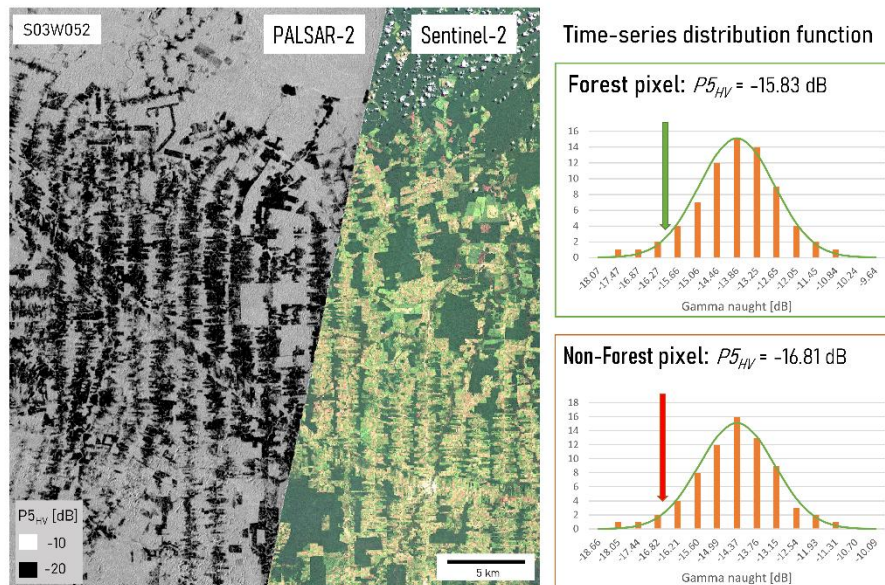 S03W052
PALSAR-2
Sentinel-2
P5HV [dB]
-10
-20
5 km
Time-series distribution function
Forest pixel: P5HV = -15.83 dB
16
14
12
10
8
6
4
2
0
-18.07 -17.47 -16.87 -16.27 -15.66 -15.06 -14.46 -13.86 -13.25 -12.65 -12.05 -11.45 -10.84 -10.24 -9.64
Gamma naught [dB]
Non-Forest pixel: P5HV = -16.81 dB
18
16
14
12
10
8
6
4
2
0
-18.66 -18.05 -17.44 -16.82 -16.21 -15.60 -14.99 -14.37 -13.76 -13.15 -12.54 -11.93 -11.31 -10.70 -10.09
Gamma naught [dB]